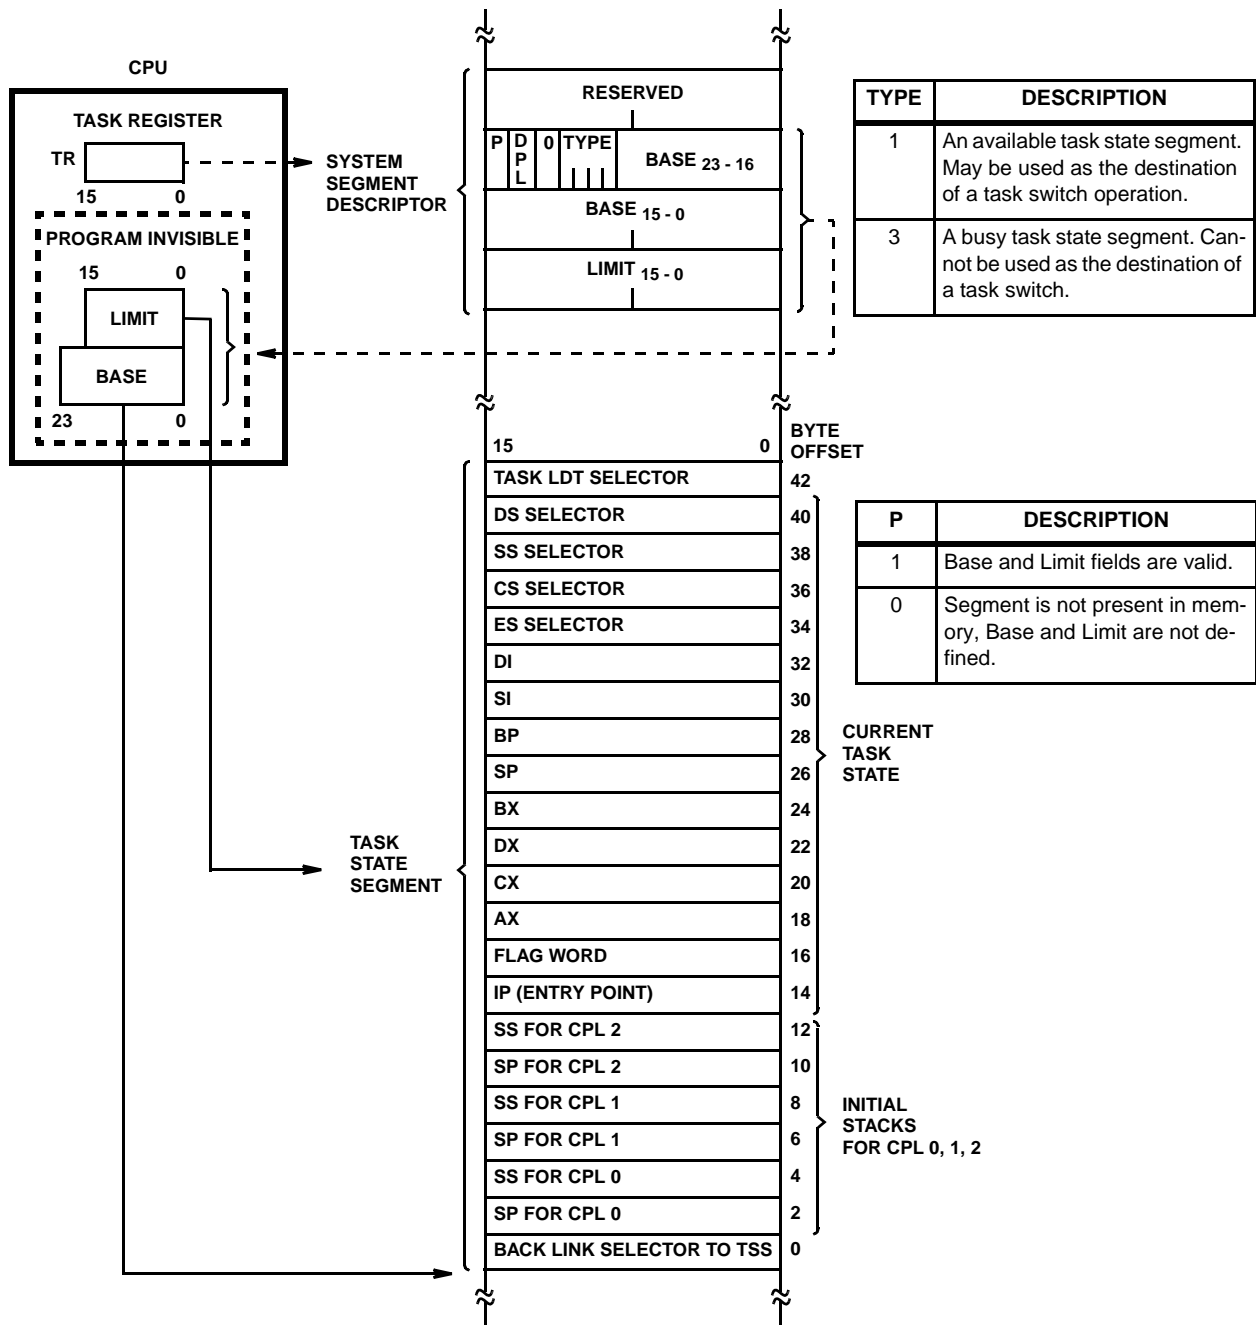 CPU
TASK REGISTER
TR
15 0
PROGRAM INVISIBLE
15 0
LIMIT
BASE
23 0
SYSTEM
SEGMENT
DESCRIPTOR
RESERVED
P DPL 0 TYPE BASE 23 - 16
BASE 15 - 0
LIMIT 15 - 0
TYPE DESCRIPTION
1 An available task state segment.
May be used as the destination
of a task switch operation.
3 A busy task state segment. Can-
not be used as the destination of
a task switch.
15 0 BYTE
OFFSET
TASK LDT SELECTOR 42
DS SELECTOR 40
SS SELECTOR 38
CS SELECTOR 36
ES SELECTOR 34
DI 32
SI 30
BP 28
SP 26
BX 24
DX 22
CX 20
AX 18
FLAG WORD 16
IP (ENTRY POINT) 14
SS FOR CPL 2 12
SP FOR CPL 2 10
SS FOR CPL 1 8
SP FOR CPL 1 6
SS FOR CPL 0 4
SP FOR CPL 0 2
BACK LINK SELECTOR TO TSS 0
P DESCRIPTION
1 Base and Limit fields are valid.
0 Segment is not present in mem-
ory, Base and Limit are not de-
fined.
CURRENT
TASK
STATE
TASK
STATE
SEGMENT
INITIAL
STACKS
FOR CPL 0, 1, 2